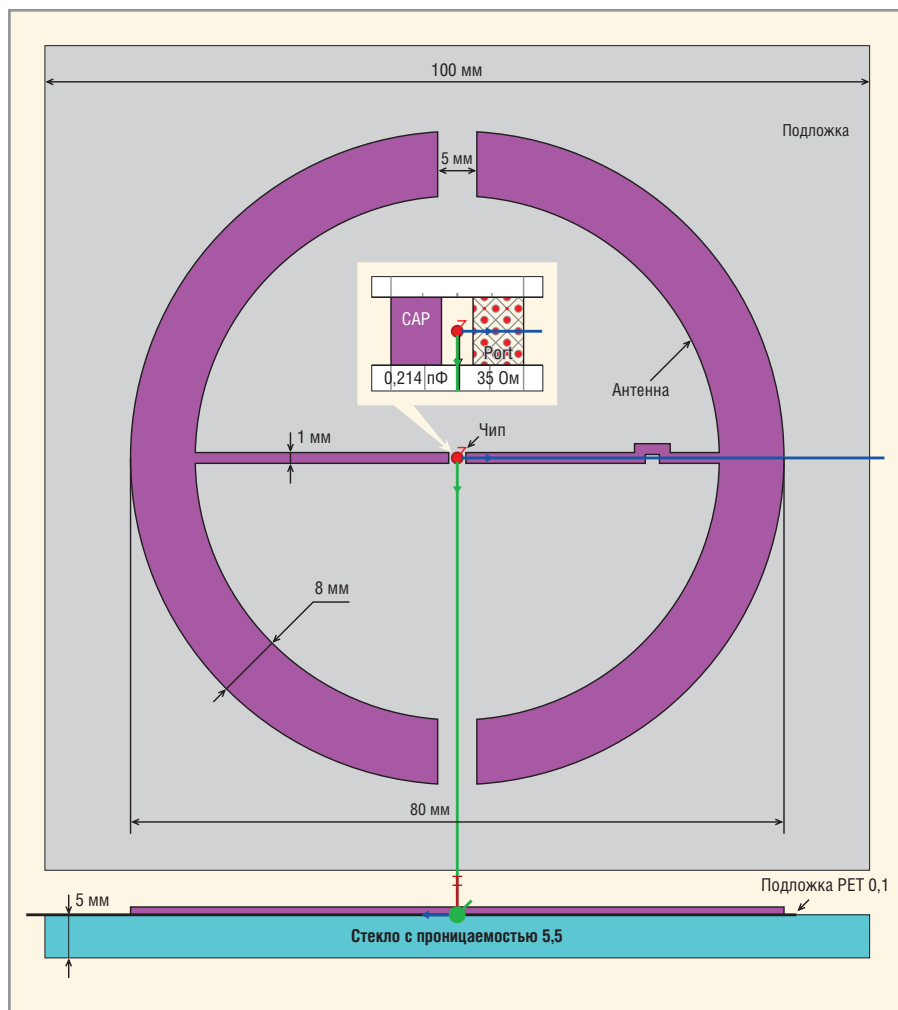 100 мм
Подложка
5 мм
CAP
Port
0,214 пФ
35 Ом
Антенна
Чип
1 мм
8 мм
80 мм
Подложка PET 0,1
5 мм
Стекло с проницаемостью 5,5